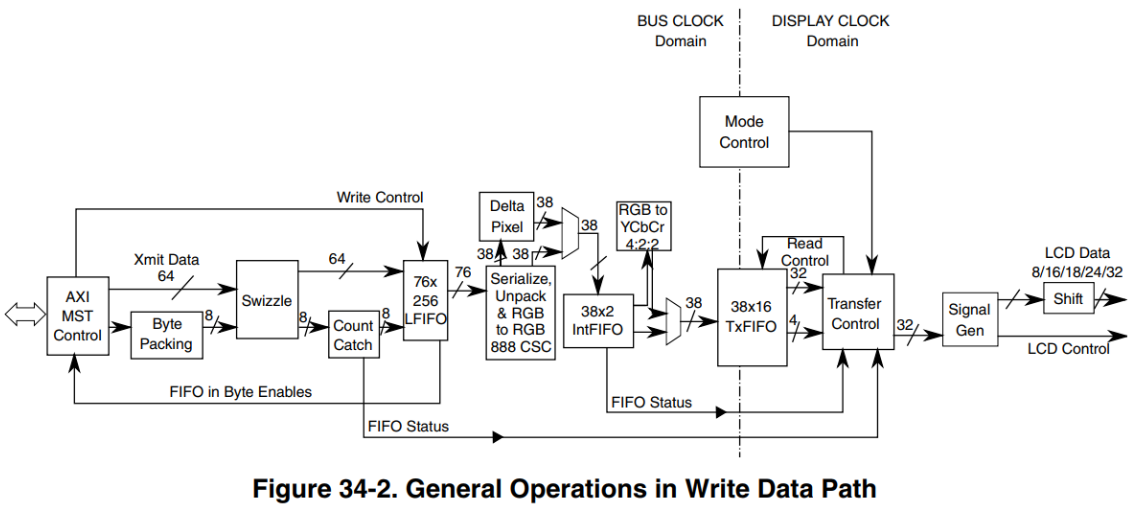 BUS CLOCK
Domain
DISPLAY CLOCK
Domain
Mode
Control
Write Control
Delta
Pixel
38
38
38
38
RGB to
YCbCr
4:2:2
Xmit Data
64
64
76
Read
Control
32
LCD Data
8/16/18/24/32
AXI
MST
Control
Swizzle
76x
256
LFIFO
Serialize,
Unpack
& RGB
to RGB
888 CSC
38x2
IntFIFO
38
38x16
TxFIFO
Transfer
Control
Signal
Gen
Shift
Byte
Packing
8
8
Count
Catch
8
4
32
LCD Control
FIFO in Byte Enables
FIFO Status
FIFO Status
Figure 34-2. General Operations in Write Data Path